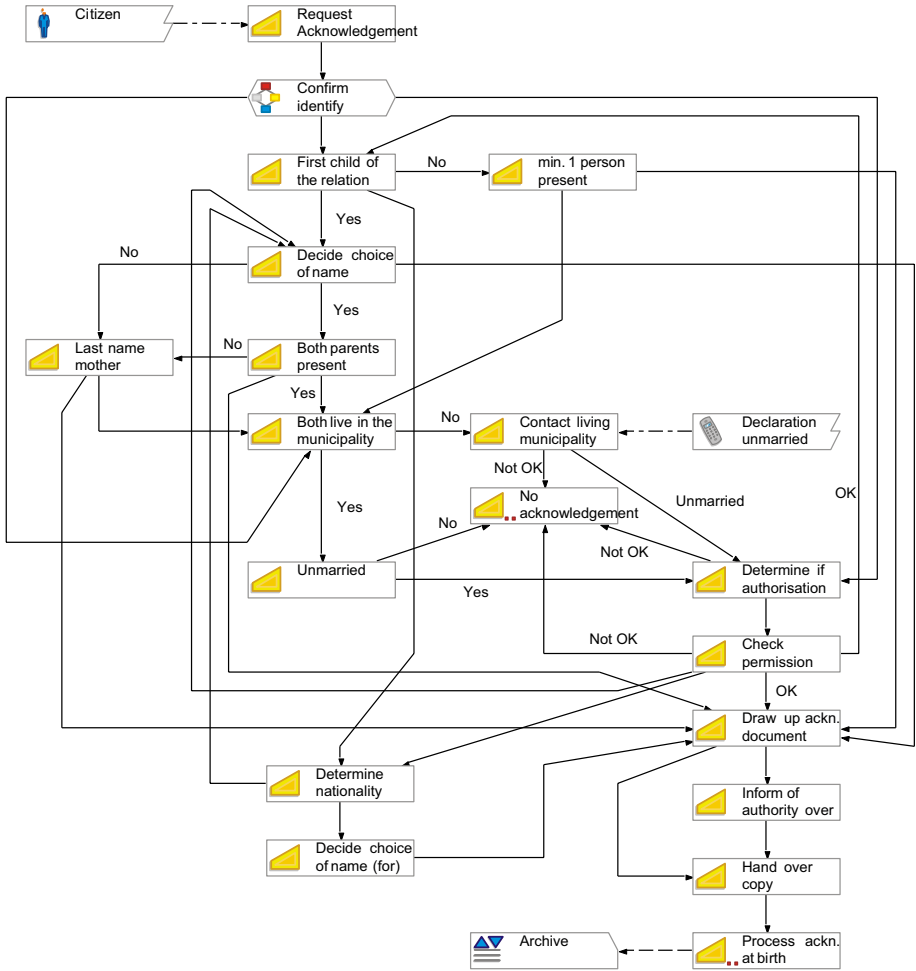 Citizen
Request
Acknowledgement
Confirm
identify
First child of
the relation
No
min. 1 person
present
Yes
No
Decide choice
of name
Yes
Last name
mother
No
Both parents
present
Yes
Both live in the
municipality
No
Contact living
municipality
Declaration
unmarried
Not OK
Unmarried
OK
Yes
No
No
acknowledgement
Not OK
Unmarried
Yes
Determine if
authorisation
Not OK
Check
permission
OK
Draw up ackn.
document
Determine
nationality
Inform of
authority over
Decide choice
of name (for)
Hand over
copy
Archive
Process ackn.
at birth